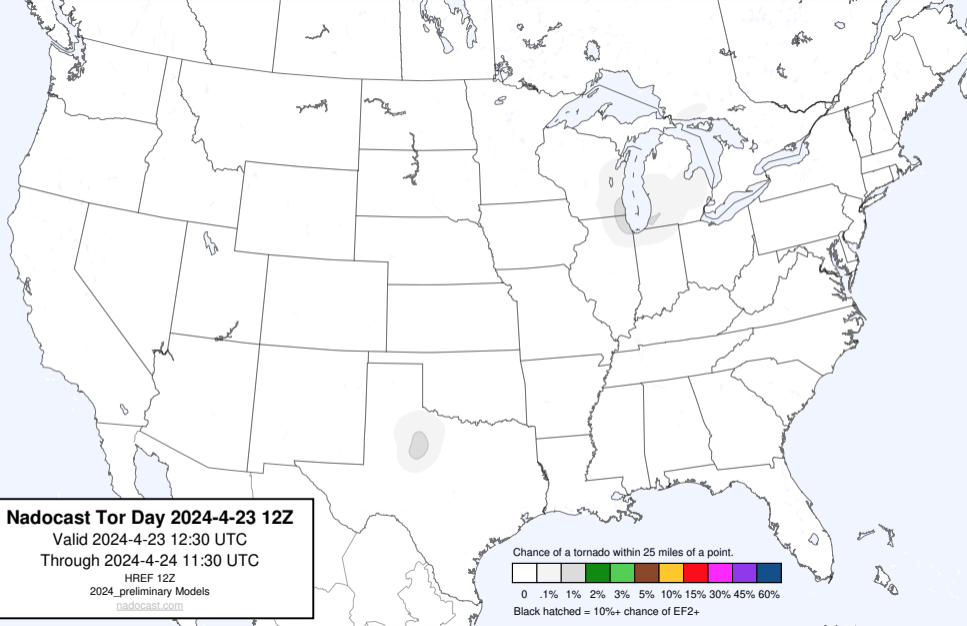 Nadocast Tor Day 2024-4-23 12Z
Valid 2024-4-23 12:30 UTC
Through 2024-4-24 11:30 UTC
HREF 12Z
2024_preliminary Models
nadocast.com
Chance of a tornado within 25 miles of a point.
0 .1% 1% 2% 3% 5% 10% 15% 30% 45% 60%
Black hatched = 10%+ chance of EF2+